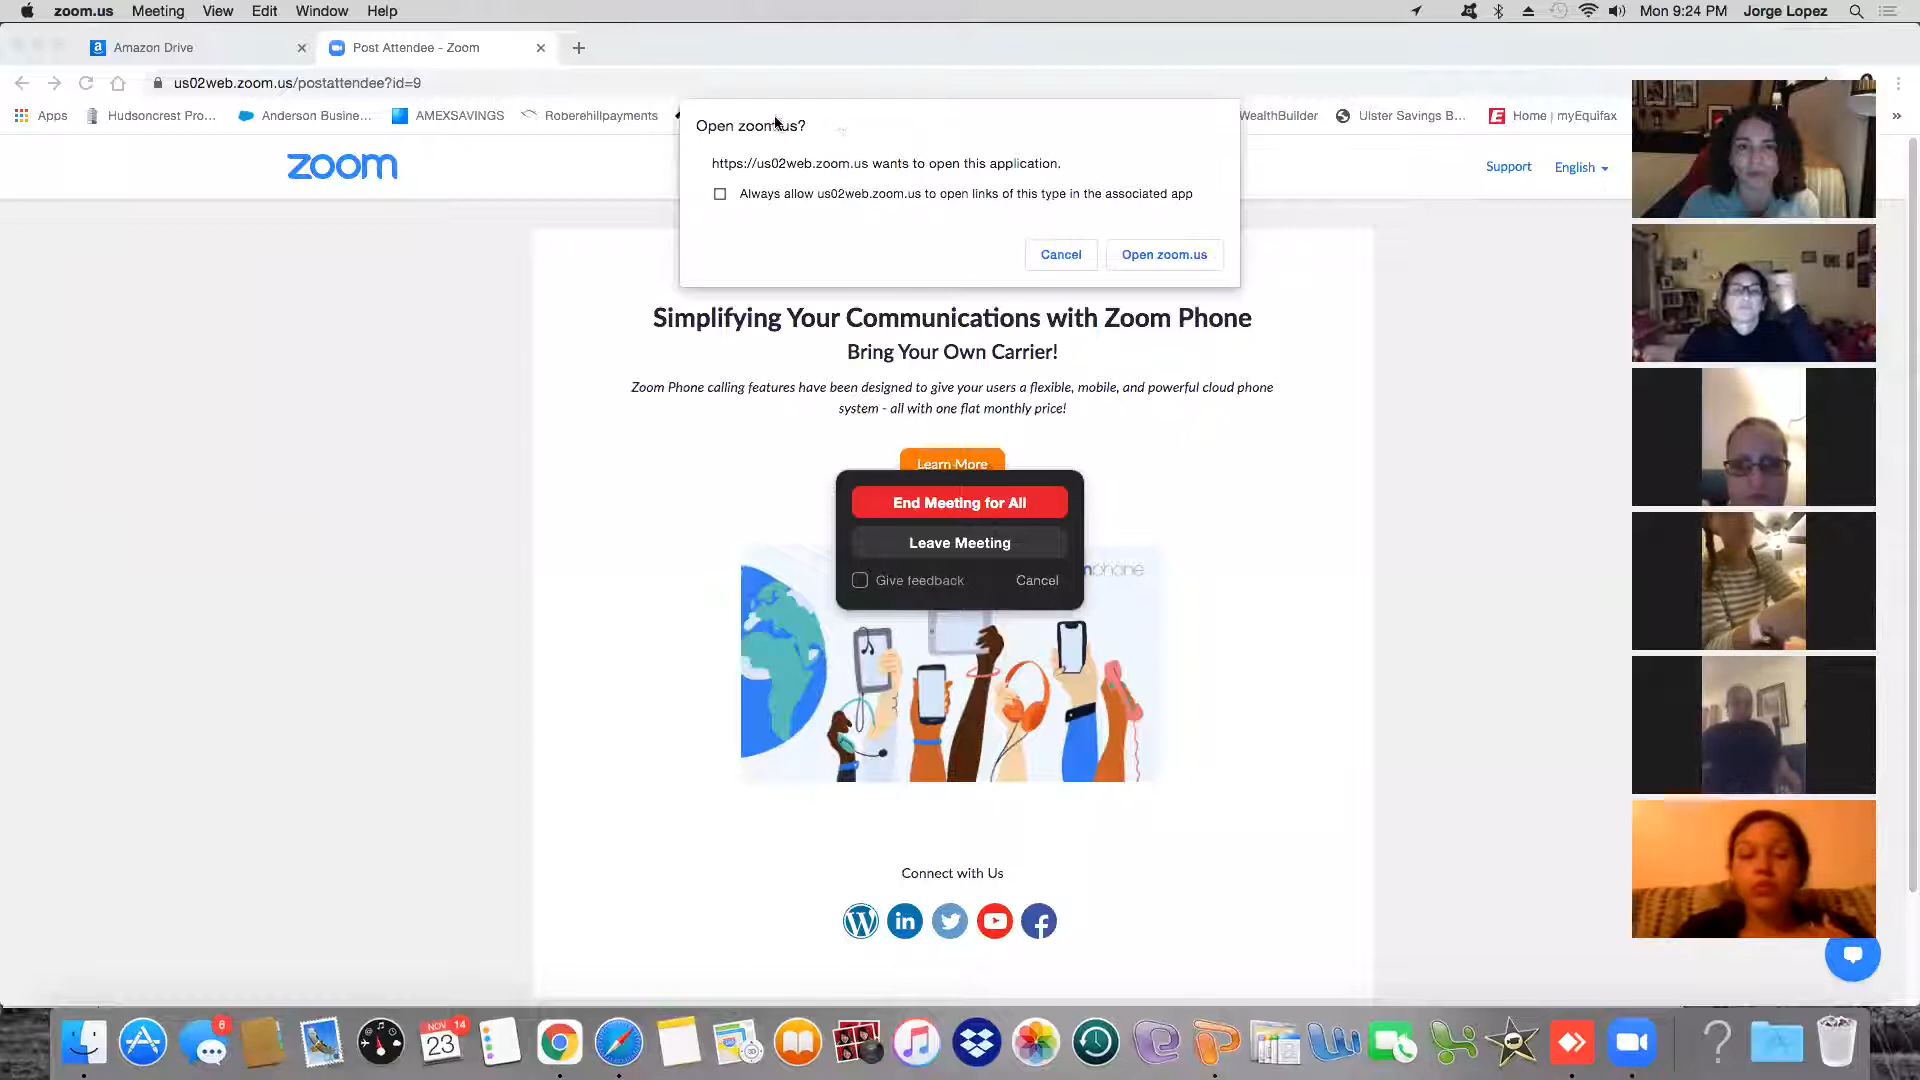 zoom.us Meeting View Edit Window Help Mon 9:24 PM Jorge Lopez
Amazon Drive Post Attendee - Zoom
us02web.zoom.us/postattendee?id=9
Apps Hudsoncrest Pro... Anderson Busine... AMEXSAVINGS Roberehillpayments WealthBuilder Ulster Savings B... Home | myEquifax »
Open zoom.us?
https://us02web.zoom.us wants to open this application.
Always allow us02web.zoom.us to open links of this type in the associated app
Cancel Open zoom.us
zoom
Support English
Simplifying Your Communications with Zoom Phone
Bring Your Own Carrier!
Zoom Phone calling features have been designed to give your users a flexible, mobile, and powerful cloud phone
system - all with one flat monthly price!
Learn More
End Meeting for All
Leave Meeting
Give feedback Cancel
phone
Connect with Us
6
NOV 14
23